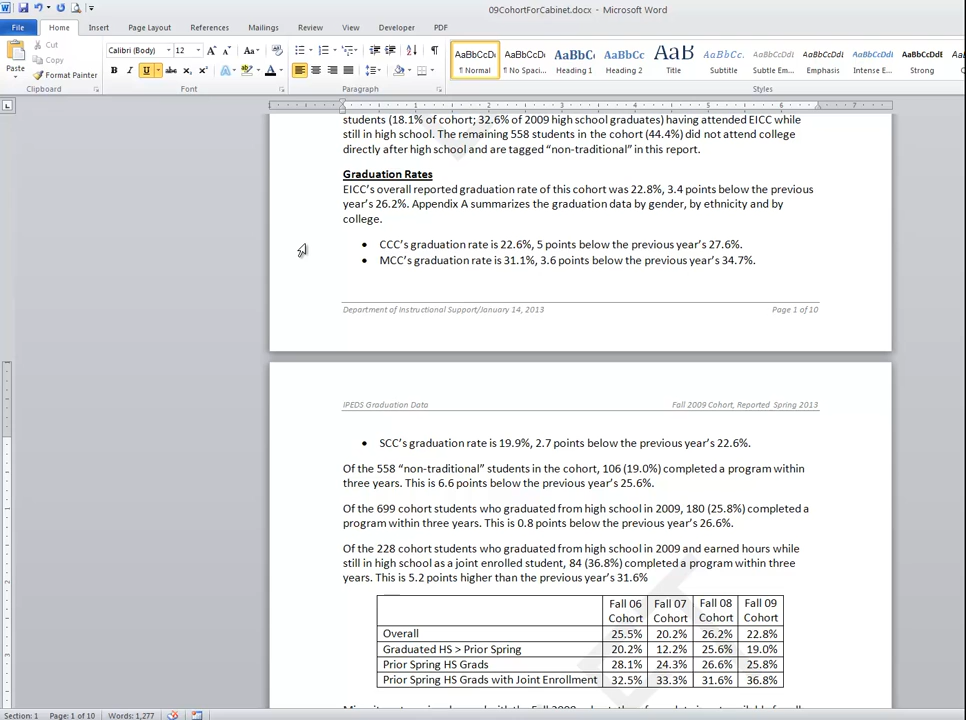 09CohortForCabinet.docx - Microsoft Word
File Home Insert Page Layout References Mailings Review View Developer PDF
Cut
Copy
Paste Format Painter
Calibri (Body) 12
AaBbCcDc AaBbCcDc AaBbC AaBbCc AaB AaBbCc. AaBbCcDd AaBbCcDd AaBbCcDd AaBbCcDdE
¶ Normal ¶ No Spaci... Heading 1 Heading 2 Title Subtitle Subtle Em... Emphasis Intense E... Strong
Clipboard Font Paragraph Styles
students (18.1% of cohort; 32.6% of 2009 high school graduates) having attended EICC while
still in high school. The remaining 558 students in the cohort (44.4%) did not attend college
directly after high school and are tagged “non-traditional” in this report.
Graduation Rates
EICC’s overall reported graduation rate of this cohort was 22.8%, 3.4 points below the previous
year’s 26.2%. Appendix A summarizes the graduation data by gender, by ethnicity and by
college.
• CCC’s graduation rate is 22.6%, 5 points below the previous year’s 27.6%.
• MCC’s graduation rate is 31.1%, 3.6 points below the previous year’s 34.7%.
Department of Instructional Support/January 14, 2013 Page 1 of 10
IPEDS Graduation Data Fall 2009 Cohort, Reported Spring 2013
• SCC’s graduation rate is 19.9%, 2.7 points below the previous year’s 22.6%.
Of the 558 “non-traditional” students in the cohort, 106 (19.0%) completed a program within
three years. This is 6.6 points below the previous year’s 25.6%.
Of the 699 cohort students who graduated from high school in 2009, 180 (25.8%) completed a
program within three years. This is 0.8 points below the previous year’s 26.6%.
Of the 228 cohort students who graduated from high school in 2009 and earned hours while
still in high school as a joint enrolled student, 84 (36.8%) completed a program within three
years. This is 5.2 points higher than the previous year’s 31.6%
Fall 06 Fall 07 Fall 08 Fall 09
Cohort Cohort Cohort Cohort
Overall 25.5% 20.2% 26.2% 22.8%
Graduated HS > Prior Spring 20.2% 12.2% 25.6% 19.0%
Prior Spring HS Grads 28.1% 24.3% 26.6% 25.8%
Prior Spring HS Grads with Joint Enrollment 32.5% 33.3% 31.6% 36.8%
Section: 1 Page: 1 of 10 Words: 1,277